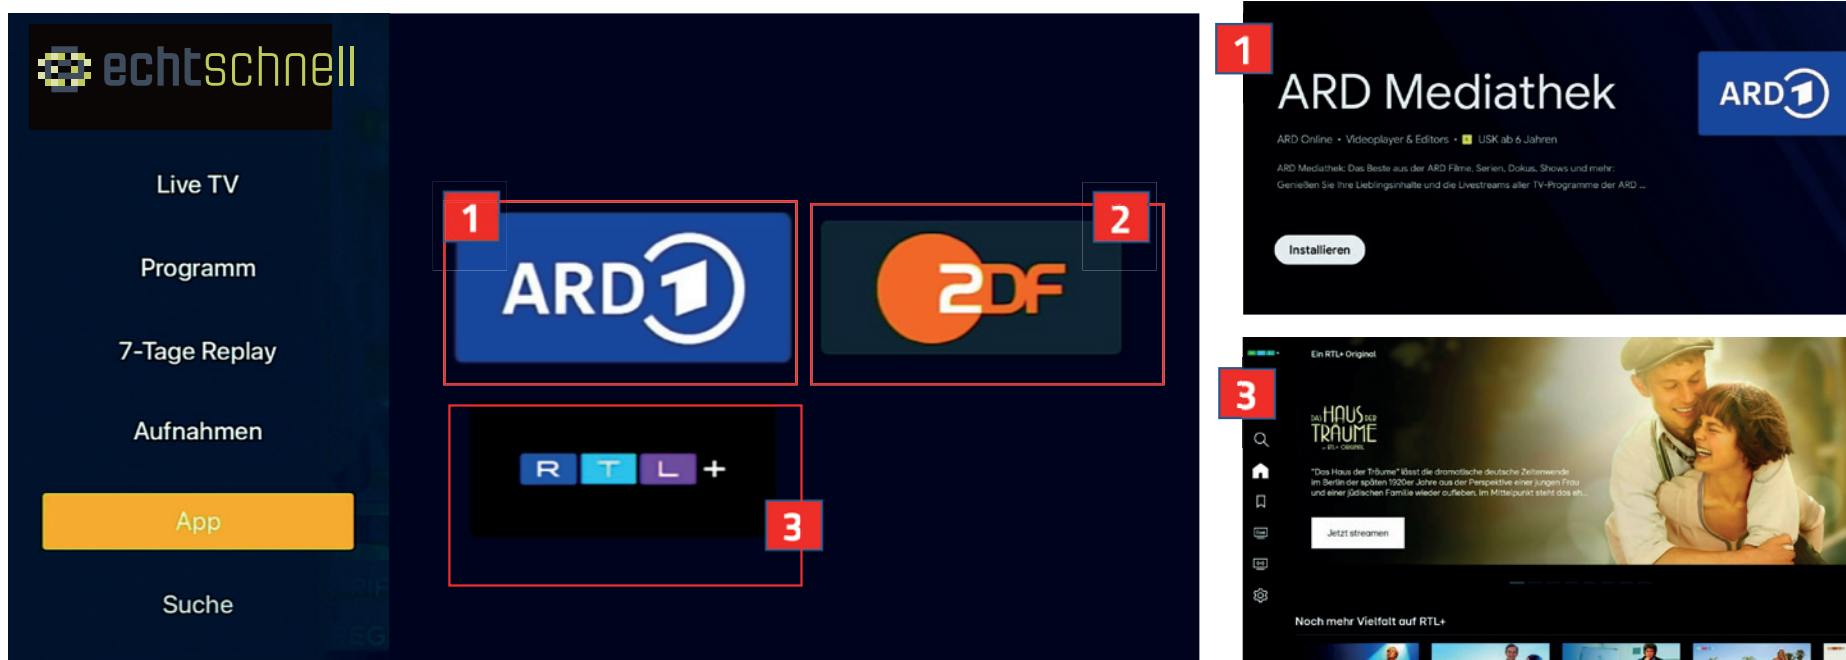 echtschnell
Live TV
Programm
7-Tage Replay
Aufnahmen
App
Suche
1
ARD 1
2
2DF
R T L +
3
1
ARD Mediathek
ARD 1
ARD Online • Videoplayer & Editors • USK ab 6 Jahren
ARD Mediathek: Das Beste aus der ARD Filme, Serien, Dokus, Shows und mehr:
Genießen Sie Ihre Lieblingsinhalte und die Livestreams aller TV-Programme der ARD ...
Installieren
3
Ein RTL+ Original
DAS HAUS DER
TRÄUME
RTL+ ORIGINAL
"Das Haus der Träume" lässt die dramatische deutsche Zeitenwende
im Berlin der späten 1920er Jahre aus der Perspektive einer jungen Frau
und einer jüdischen Familie wieder aufleben. Im Mittelpunkt steht das eh...
Jetzt streamen
Noch mehr Vielfalt auf RTL+